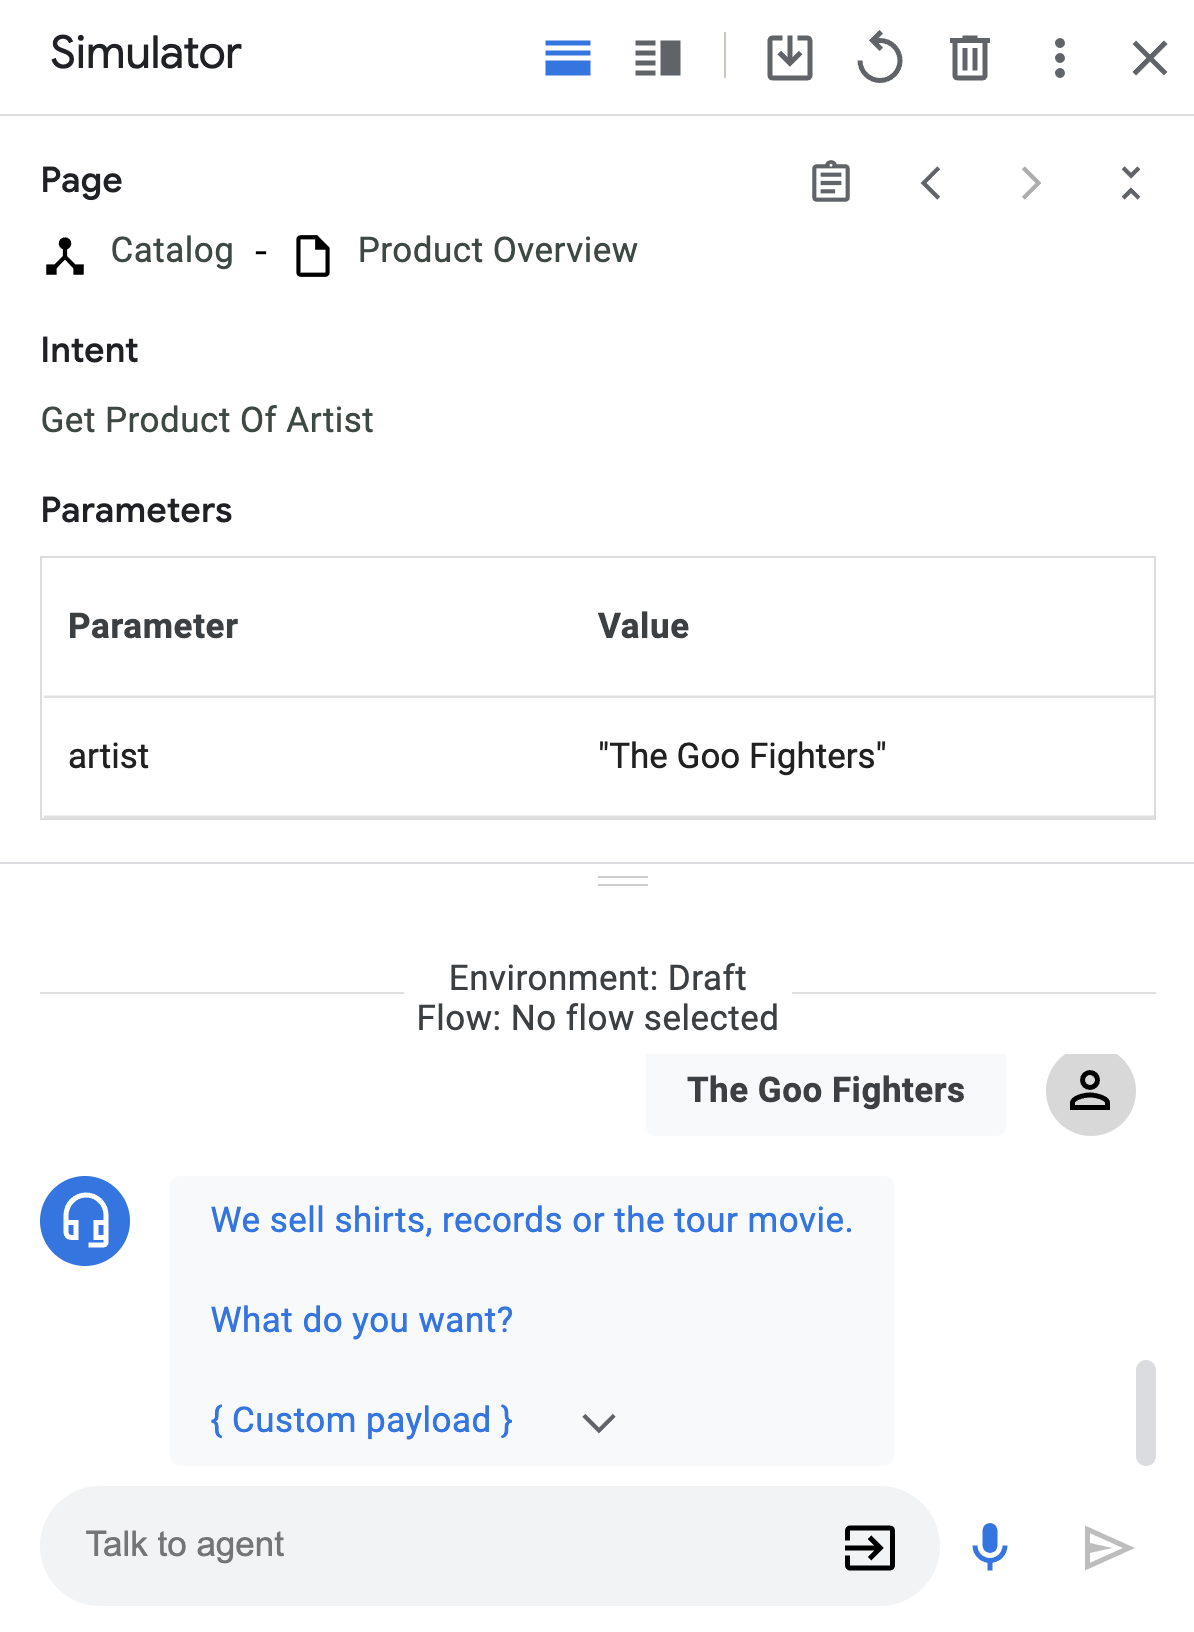 Simulator
Page
Catalog - Product Overview
Intent
Get Product Of Artist
Parameters
Parameter Value
artist "The Goo Fighters"
Environment: Draft
Flow: No flow selected
The Goo Fighters
We sell shirts, records or the tour movie.
What do you want?
{ Custom payload }
Talk to agent